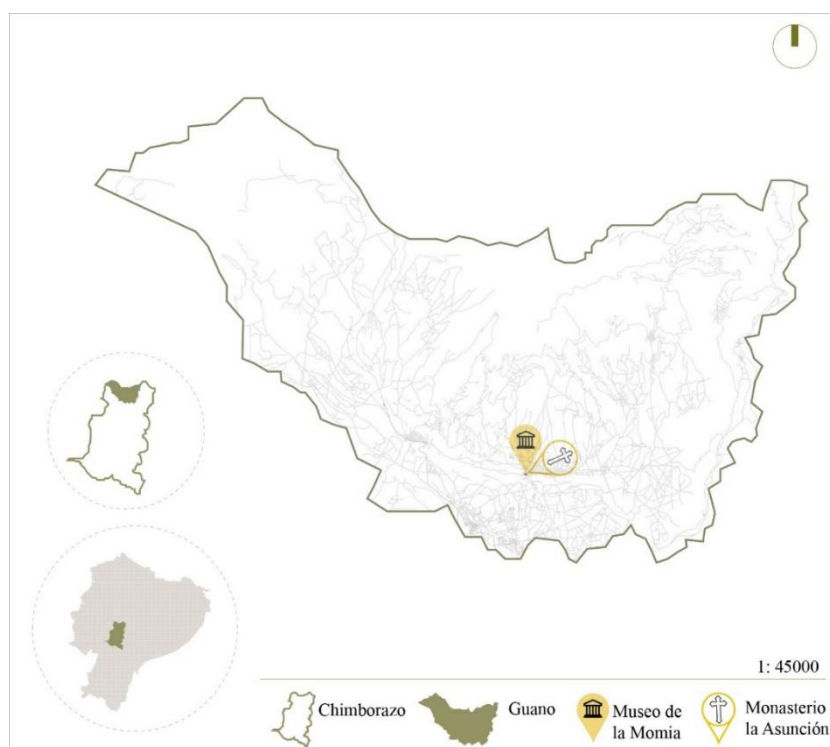 1: 45000
Chimborazo
Guano
Museo de
la Momia
Monasterio
la Asunción